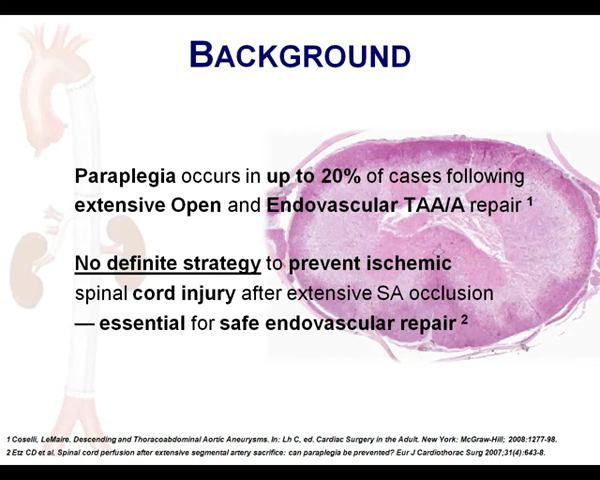 BACKGROUND
Paraplegia occurs in up to 20% of cases following
extensive Open and Endovascular TAA/A repair 1
No definite strategy to prevent ischemic
spinal cord injury after extensive SA occlusion
— essential for safe endovascular repair 2
1 Coselli, LeMaire. Descending and Thoracoabdominal Aortic Aneurysms. In: Lh C, ed. Cardiac Surgery in the Adult. New York: McGraw-Hill; 2008:1277-98.
2 Etz CD et al. Spinal cord perfusion after extensive segmental artery sacrifice: can paraplegia be prevented? Eur J Cardiothorac Surg 2007;31(4):643-8.